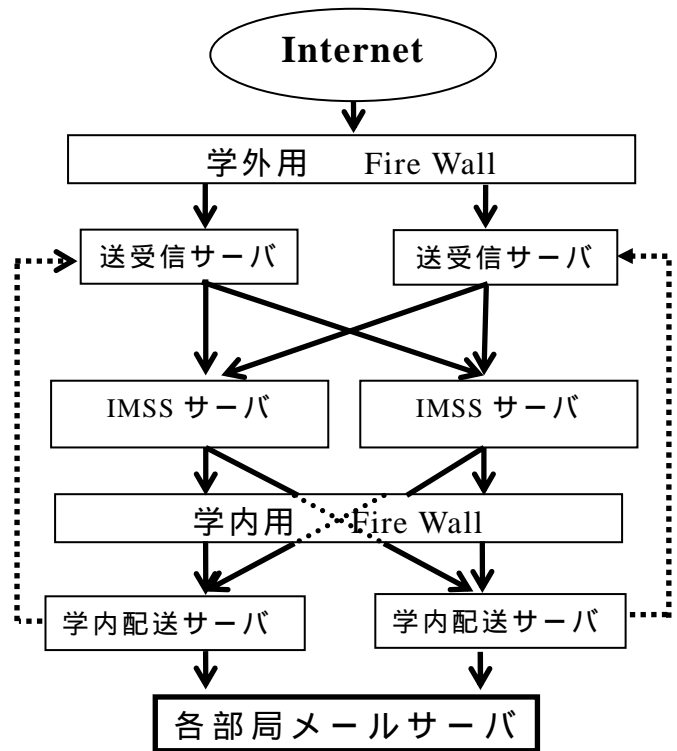 Internet
学外用 Fire Wall
送受信サーバ 送受信サーバ
IMSS サーバ IMSS サーバ
学内用 Fire Wall
学内配送サーバ 学内配送サーバ
各部局メールサーバ